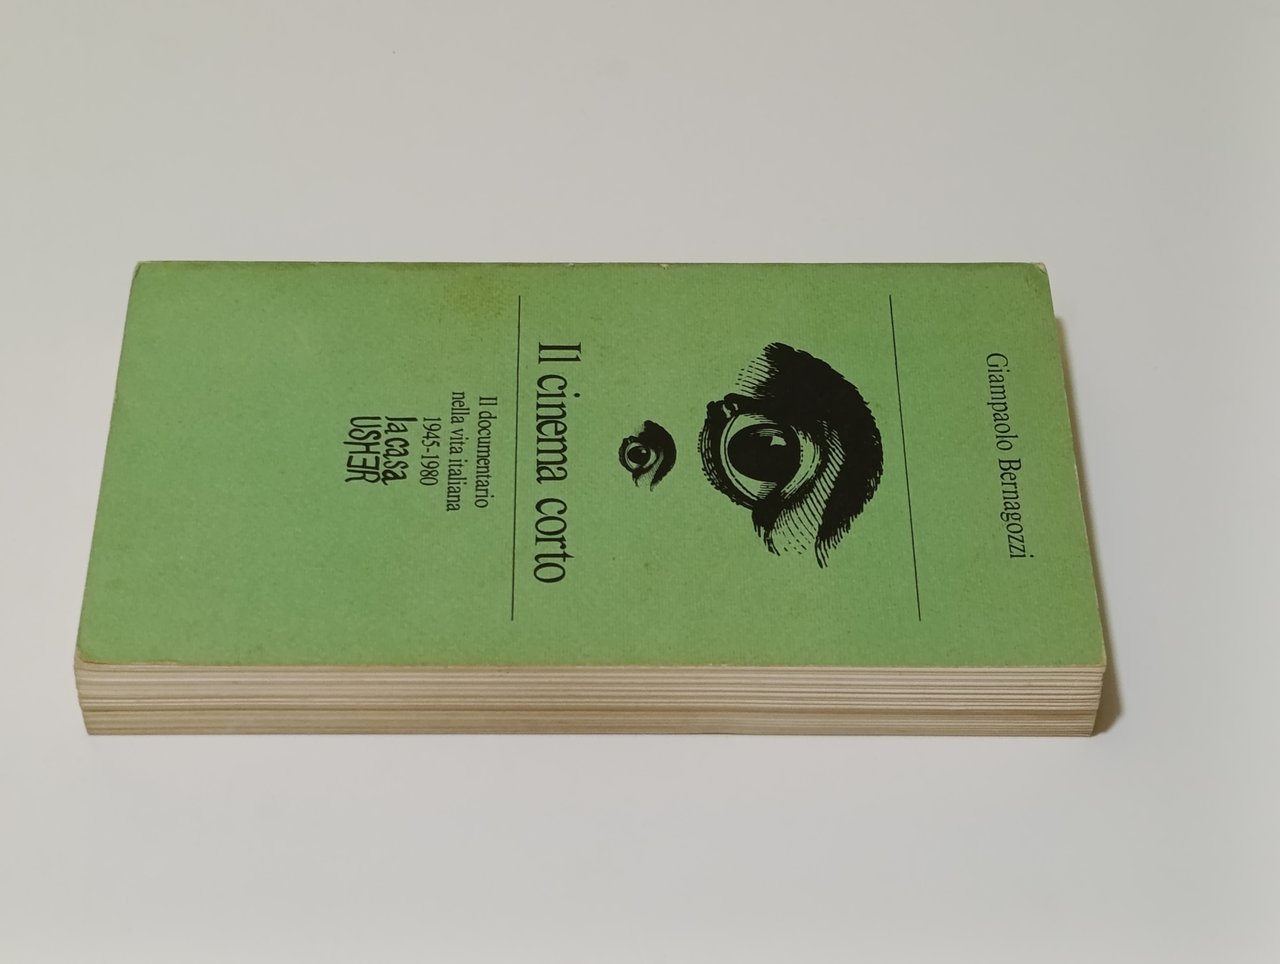 Giampaolo Bernagozzi
Il cinema corto
Il documentario
nella vita italiana
1945-1980
la casa
USHER